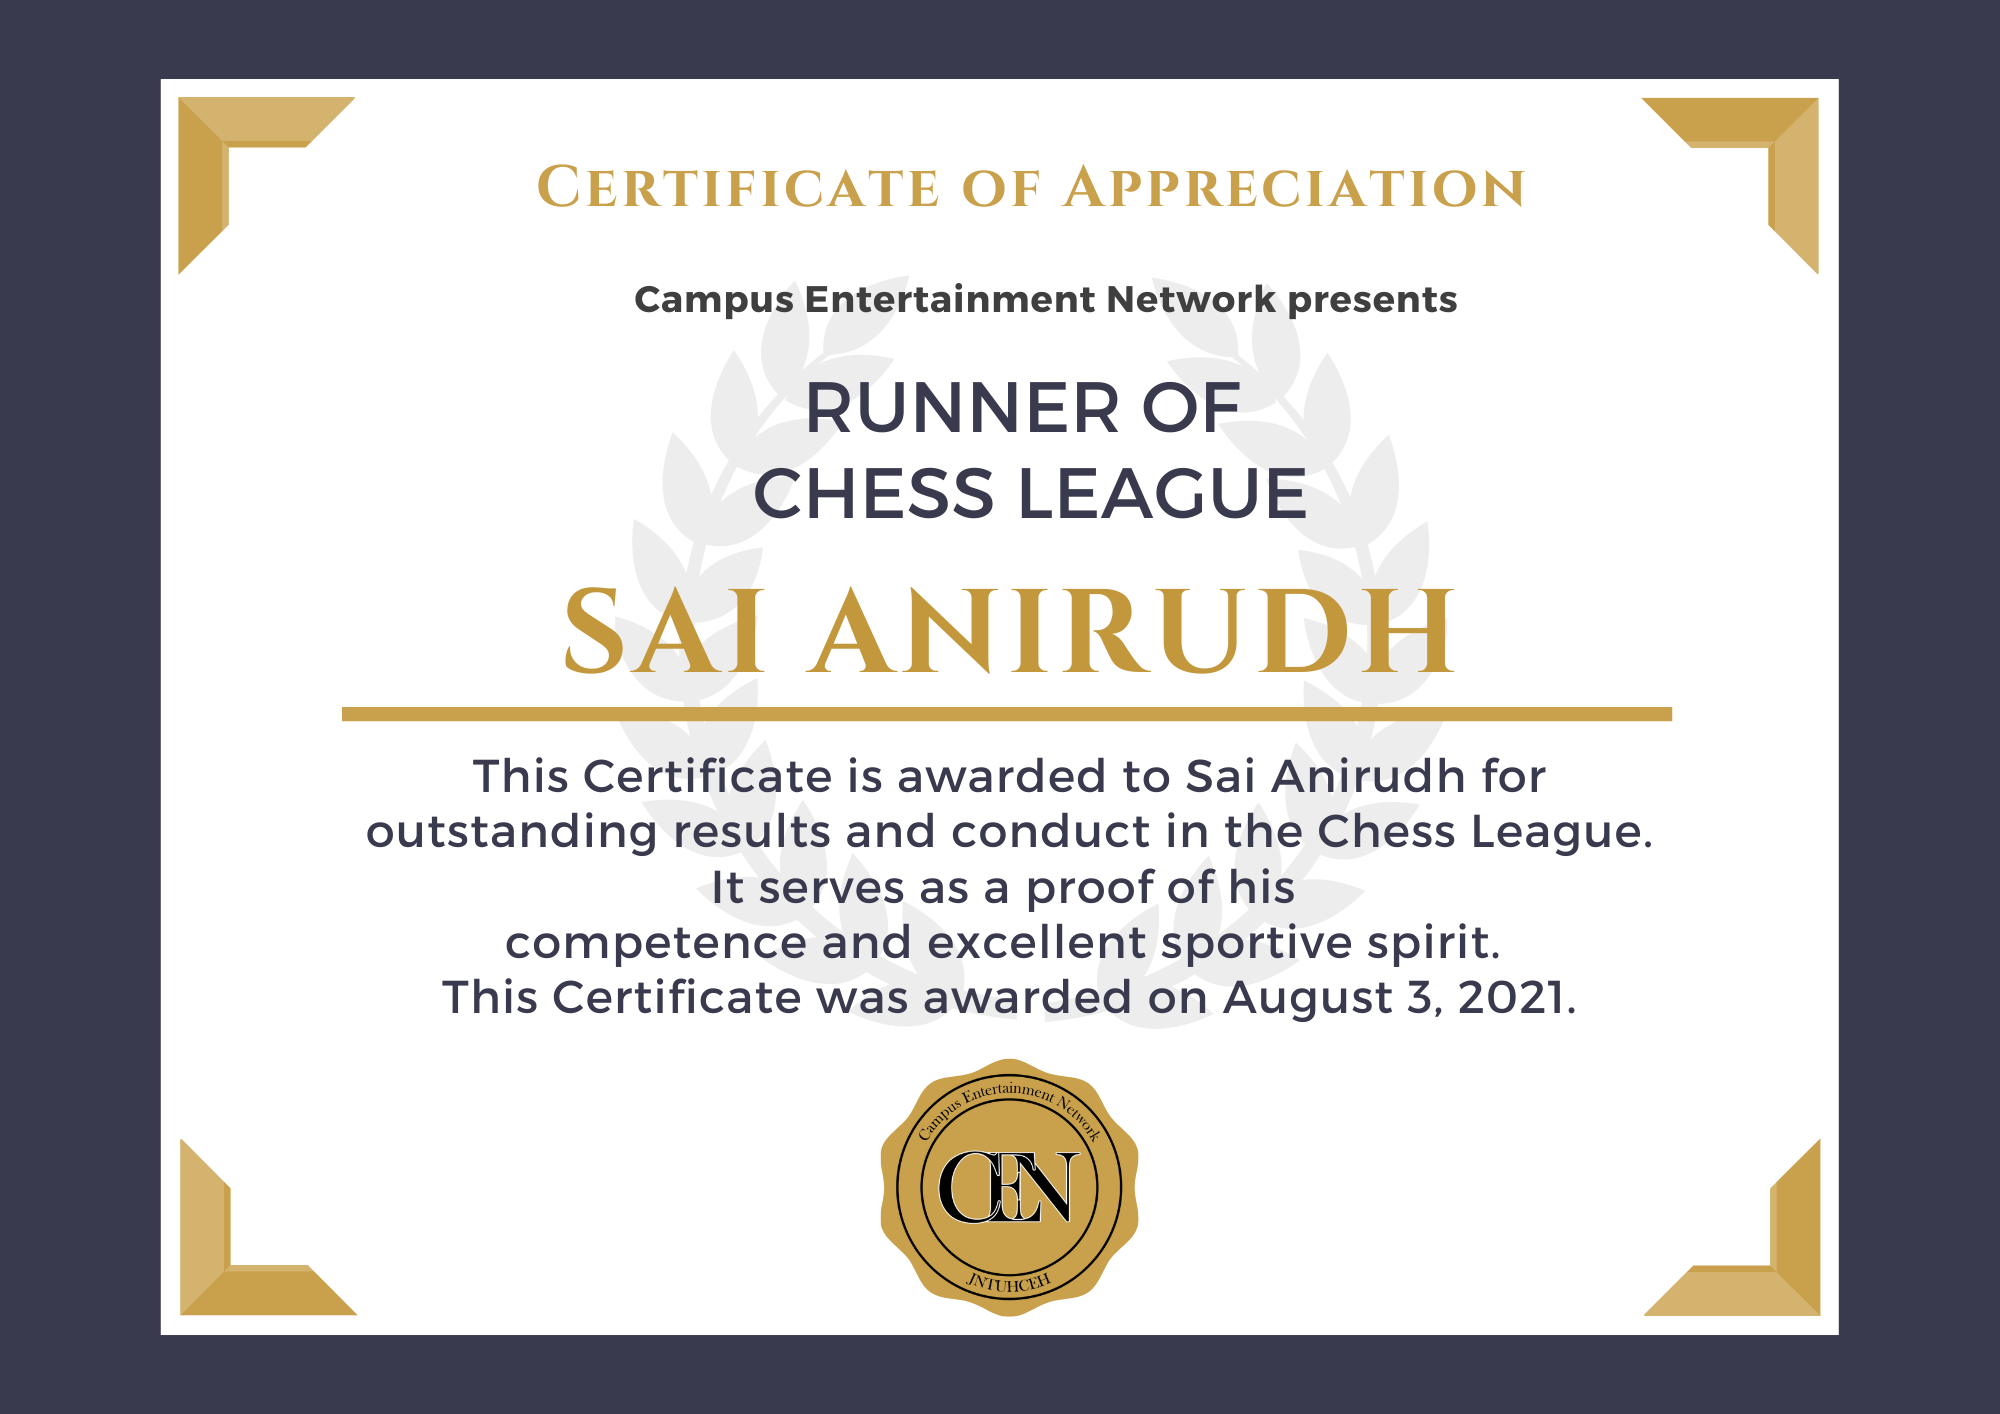 Certificate of Appreciation
Campus Entertainment Network presents
RUNNER OF
CHESS LEAGUE
SAI ANIRUDH
This Certificate is awarded to Sai Anirudh for
outstanding results and conduct in the Chess League.
It serves as a proof of his
competence and excellent sportive spirit.
This Certificate was awarded on August 3, 2021.
Campus Entertainment Network
CEN
JNTUHCEH